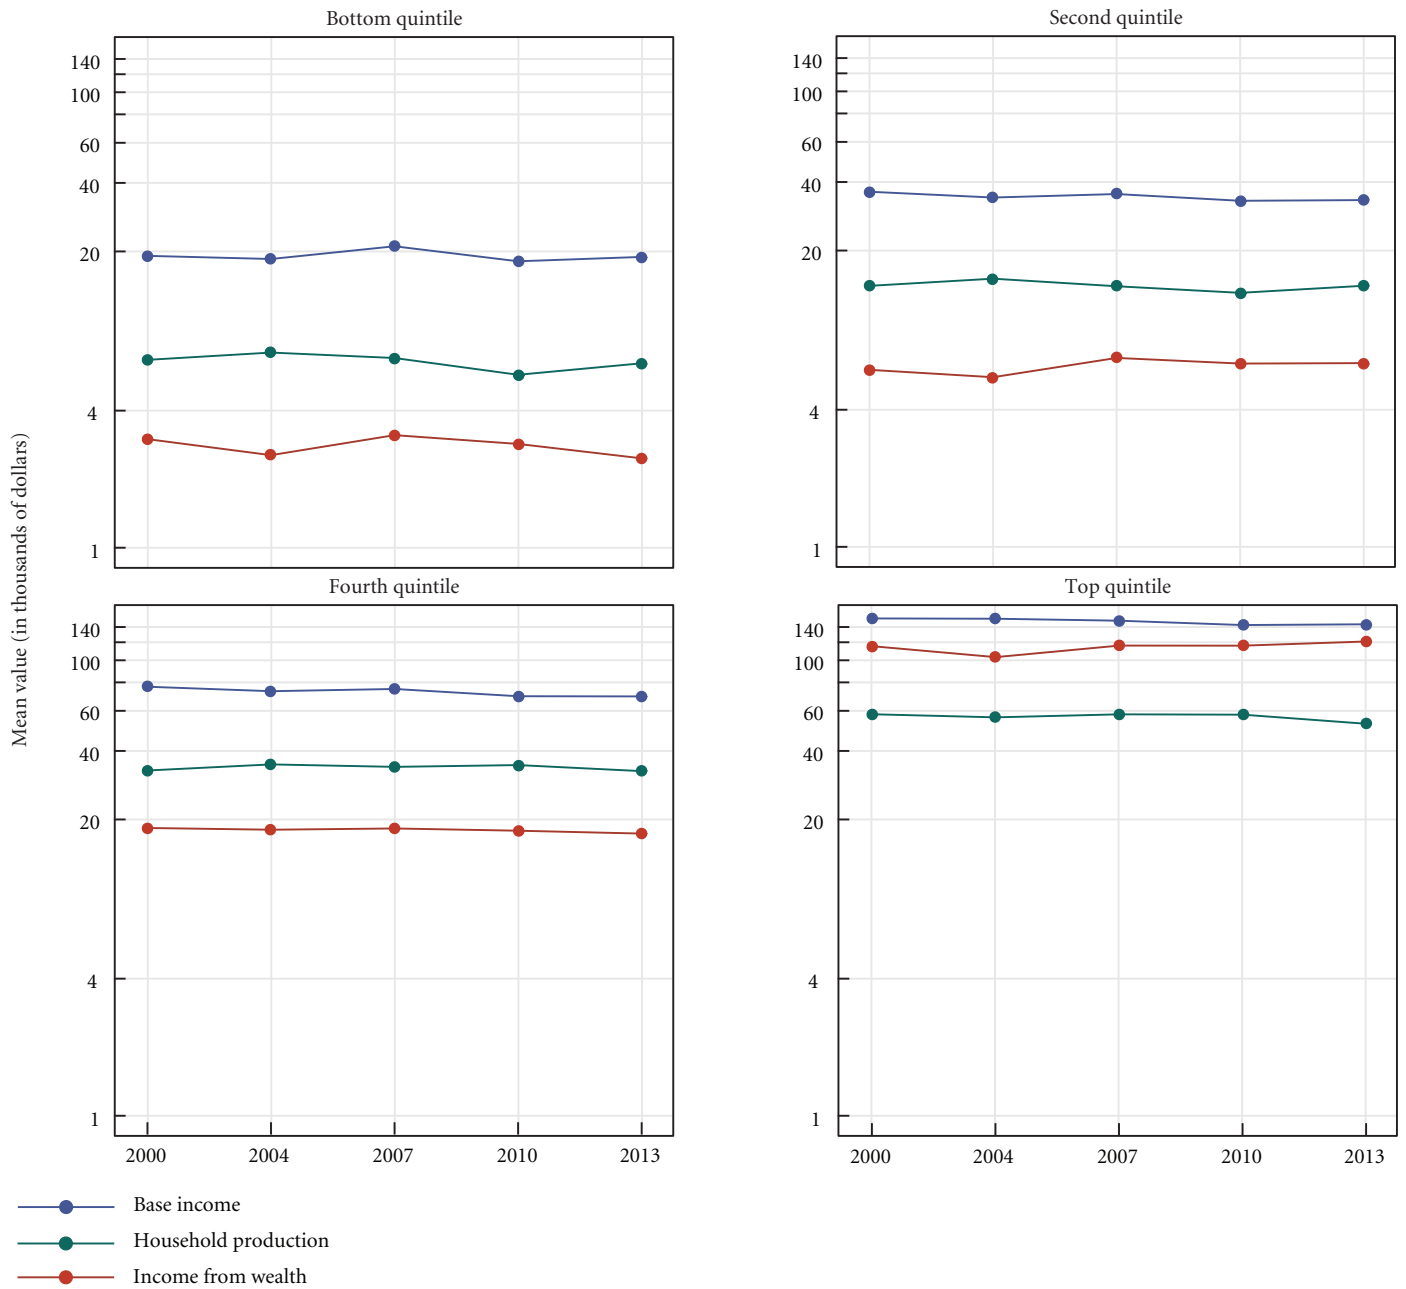 Bottom quintile
140
100
60
40
20
4
1
Second quintile
140
100
60
40
20
4
1
Mean value (in thousands of dollars)
Fourth quintile
140
100
60
40
20
4
1
2000 2004 2007 2010 2013
Top quintile
140
100
60
40
20
4
1
2000 2004 2007 2010 2013
Base income
Household production
Income from wealth